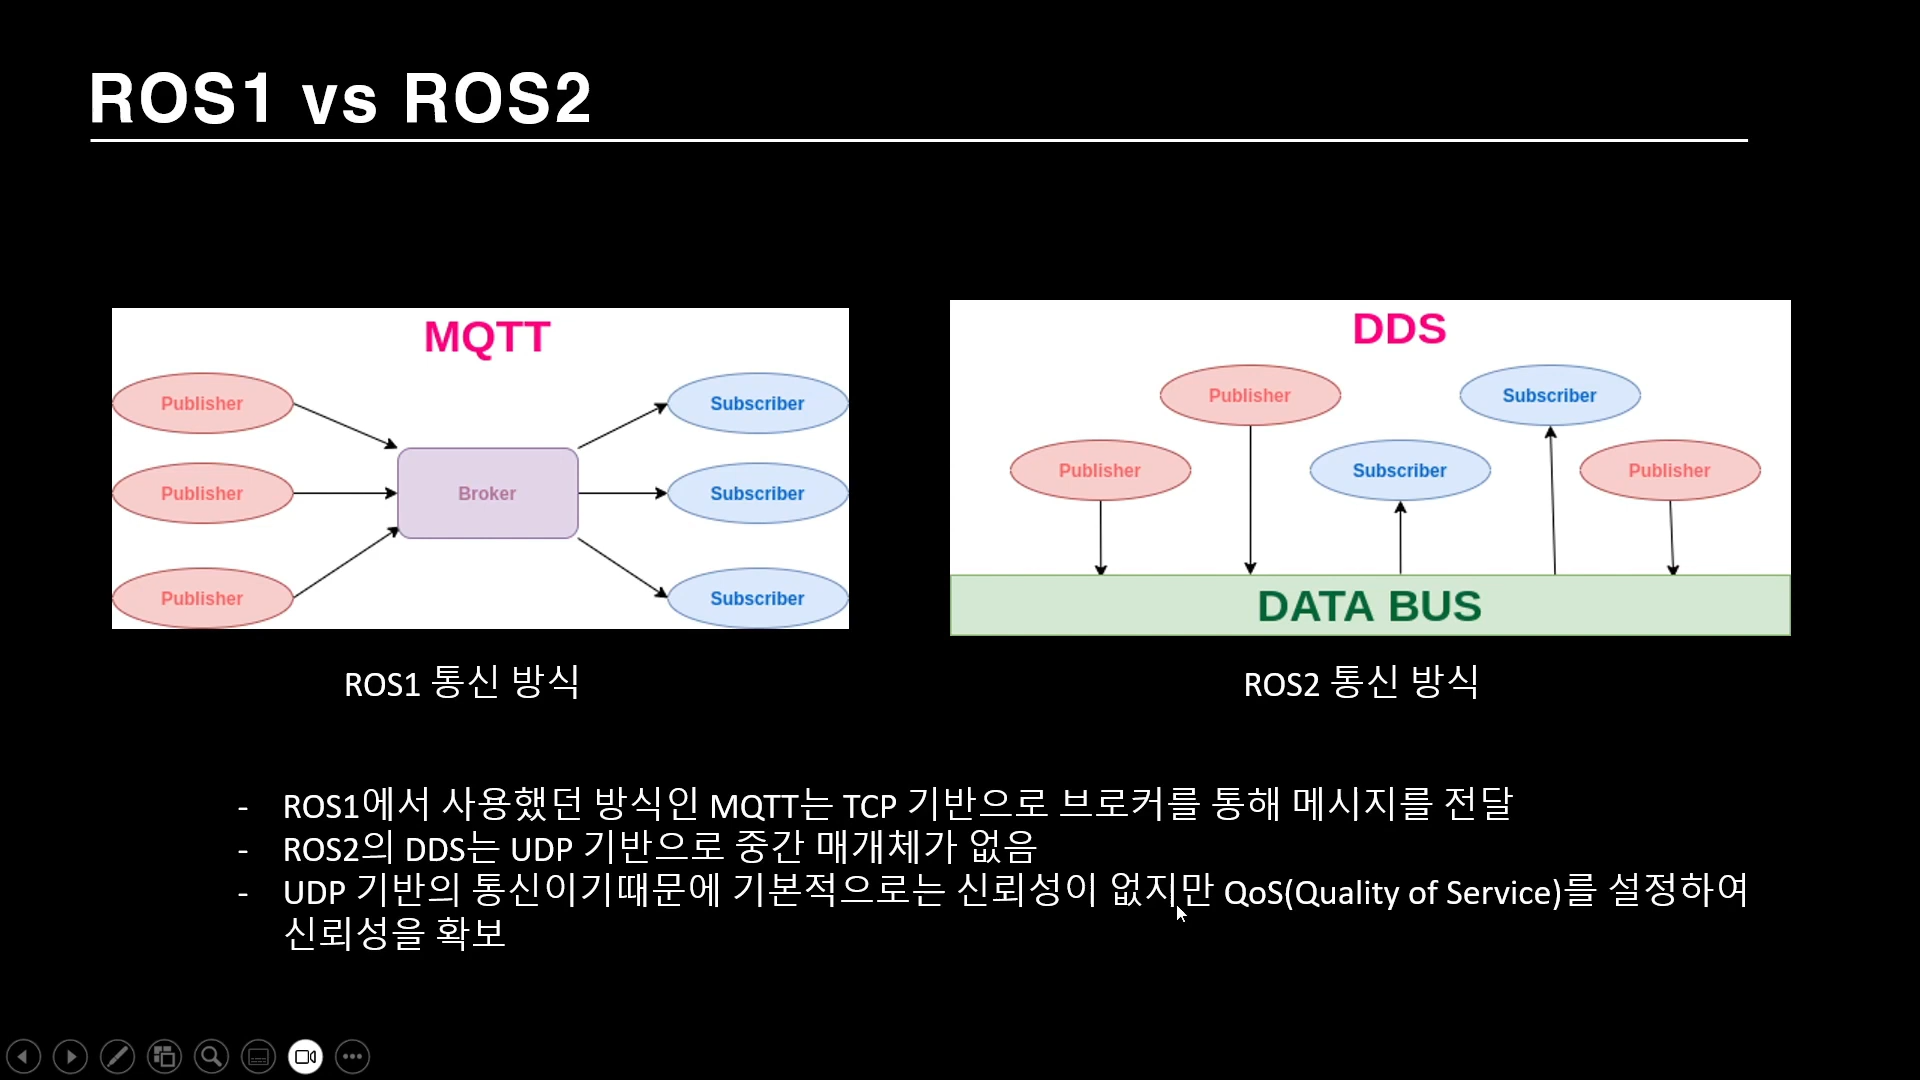 ROS1 vs ROS2
MQTT
Publisher
Subscriber
Publisher
Broker
Subscriber
Publisher
Subscriber
ROS1 통신 방식
DDS
Publisher
Subscriber
Publisher
Subscriber
Publisher
DATA BUS
ROS2 통신 방식
- ROS1에서 사용했던 방식인 MQTT는 TCP 기반으로 브로커를 통해 메시지를 전달
- ROS2의 DDS는 UDP 기반으로 중간 매개체가 없음
- UDP 기반의 통신이기때문에 기본적으로는 신뢰성이 없지만 QoS(Quality of Service)를 설정하여
신뢰성을 확보